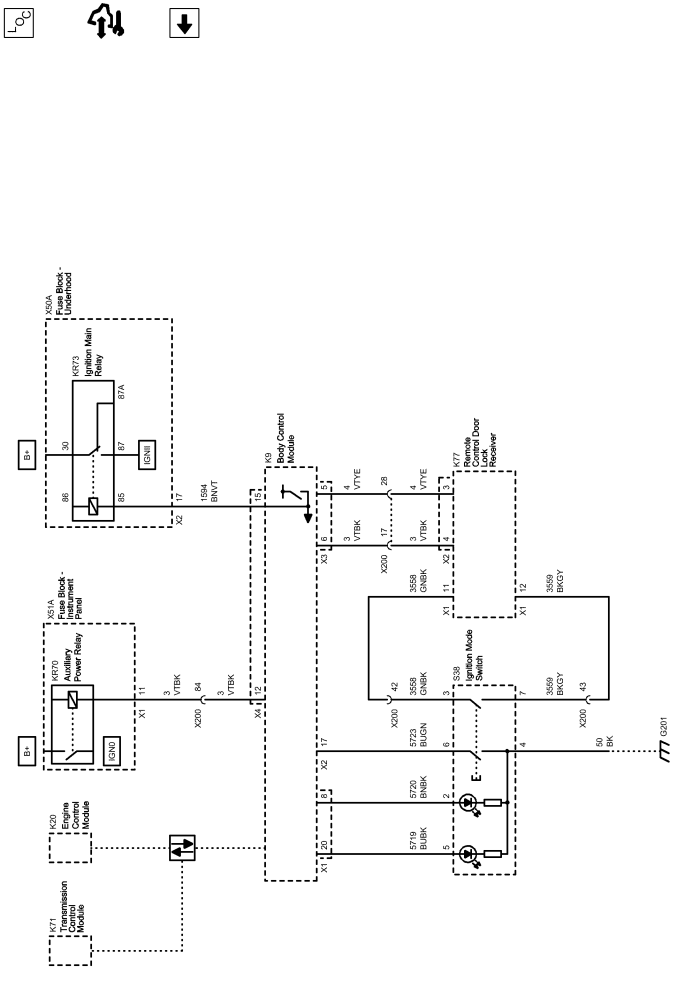 LOC
X50A
Fuse Block -
Underhood
KR73
Ignition Main
Relay
B+
30
86
87A
87
85
IGNIII
17
X2
1594
BNVT
X51A
Fuse Block -
Instrument
Panel
KR70
Auxiliary
Power Relay
B+
IGN0
11
X1
3
VTBK
84
X200
3
VTBK
K20
Engine
Control
Module
K71
Transmission
Control
Module
K9
Body Control
Module
15
12
X4
5
6
X3
4
VTYE
28
4
VTYE
3
VTBK
17
X200
3
VTBK
K77
Remote
Control Door
Lock
Receiver
3
4
X2
11
X1
12
X1
3558
GNBK
3559
BKGY
17
X2
8
20
X1
5723
BUGN
5720
BNBK
5719
BUBK
42
X200
3558
GNBK
S38
Ignition Mode
Switch
3
6
2
5
7
4
3559
BKGY
43
X200
50
BK
G201